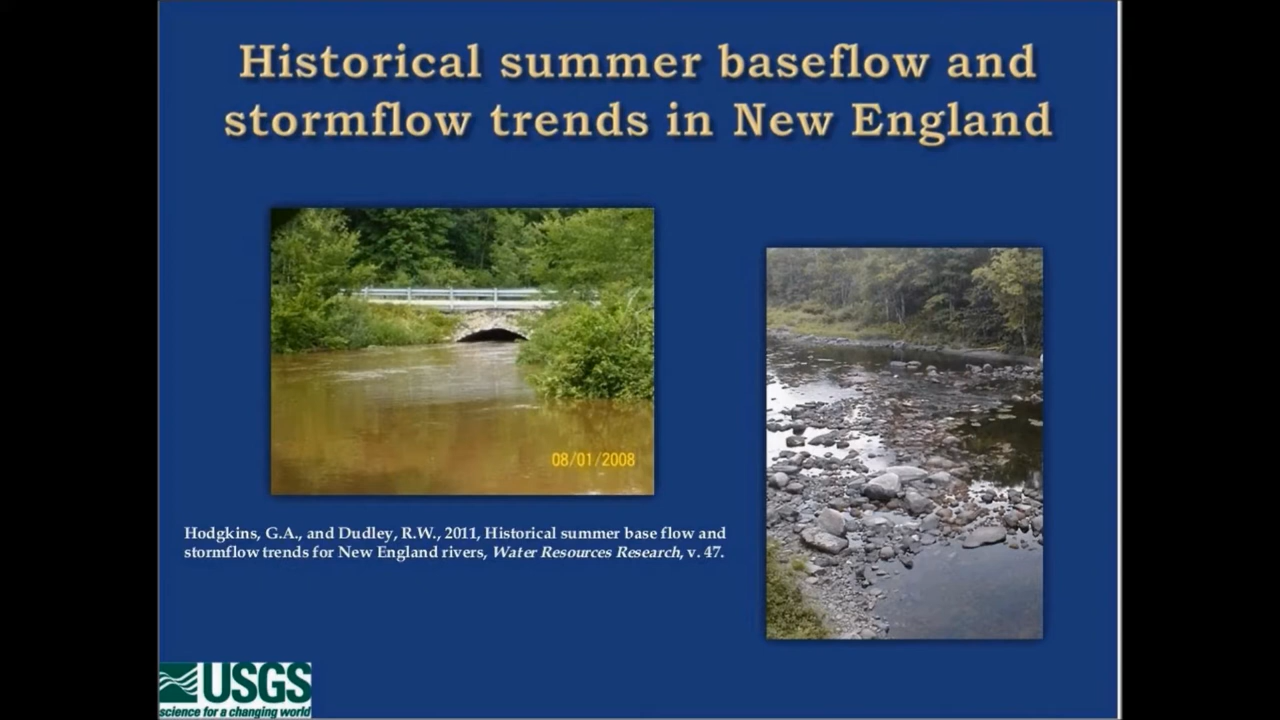 Historical summer baseflow and
stormflow trends in New England
08/01/2008
Hodgkins, G.A., and Dudley, R.W., 2011, Historical summer base flow and
stormflow trends for New England rivers, Water Resources Research, v. 47.
USGS
science for a changing world